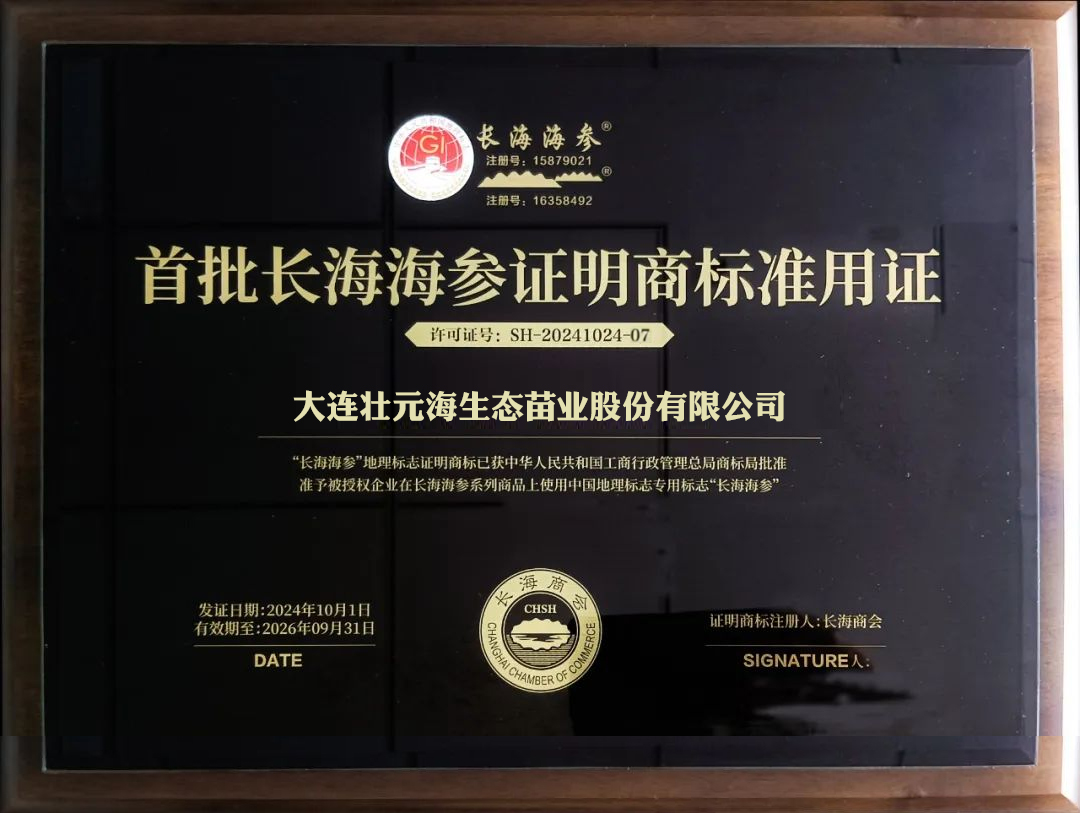 GI
长海海参®
注册号：15879021
®
注册号：16358492
首批长海海参证明商标准用证
许可证号：SH-20241024-07
大连壮元海生态苗业股份有限公司
“长海海参”地理标志证明商标已获中华人民共和国工商行政管理总局商标局批准
准予被授权企业在长海海参系列商品上使用中国地理标志专用标志“长海海参”
发证日期:2024年10月1日
有效期至:2026年09月31日
DATE
长海商会
CHSH
CHANGHAI CHAMBER OF COMMERCE
证明商标注册人:长海商会
SIGNATURE人: